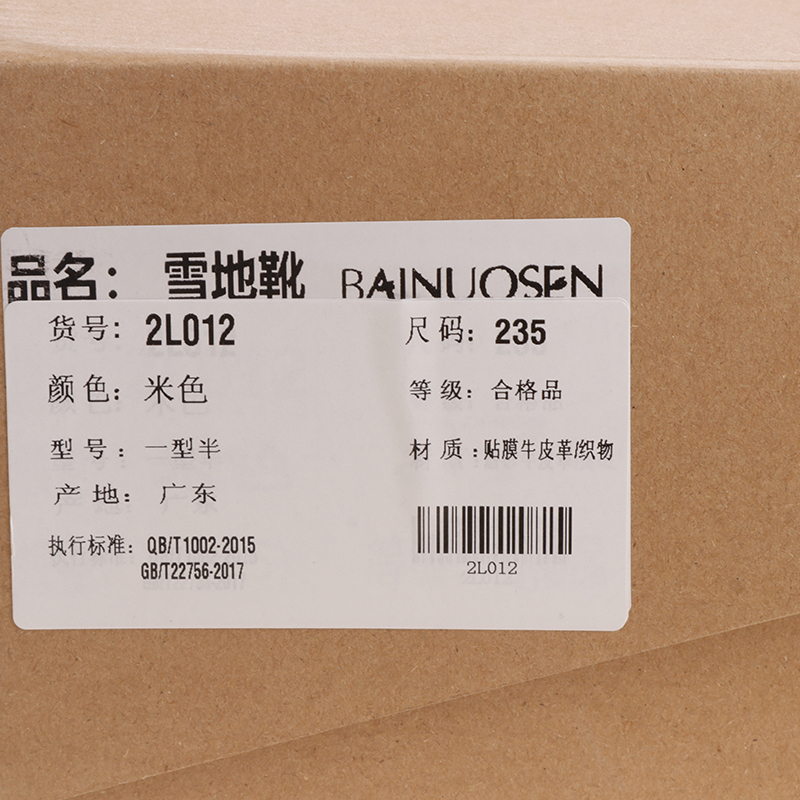 品名： 雪地靴 BAINUOSEN
货号： 2L012 尺码： 235
颜色： 米色 等级： 合格品
型号： 一型半 材质：贴膜牛皮革/织物
产地： 广东
执行标准： QB/T1002-2015
GB/T22756-2017
2L012